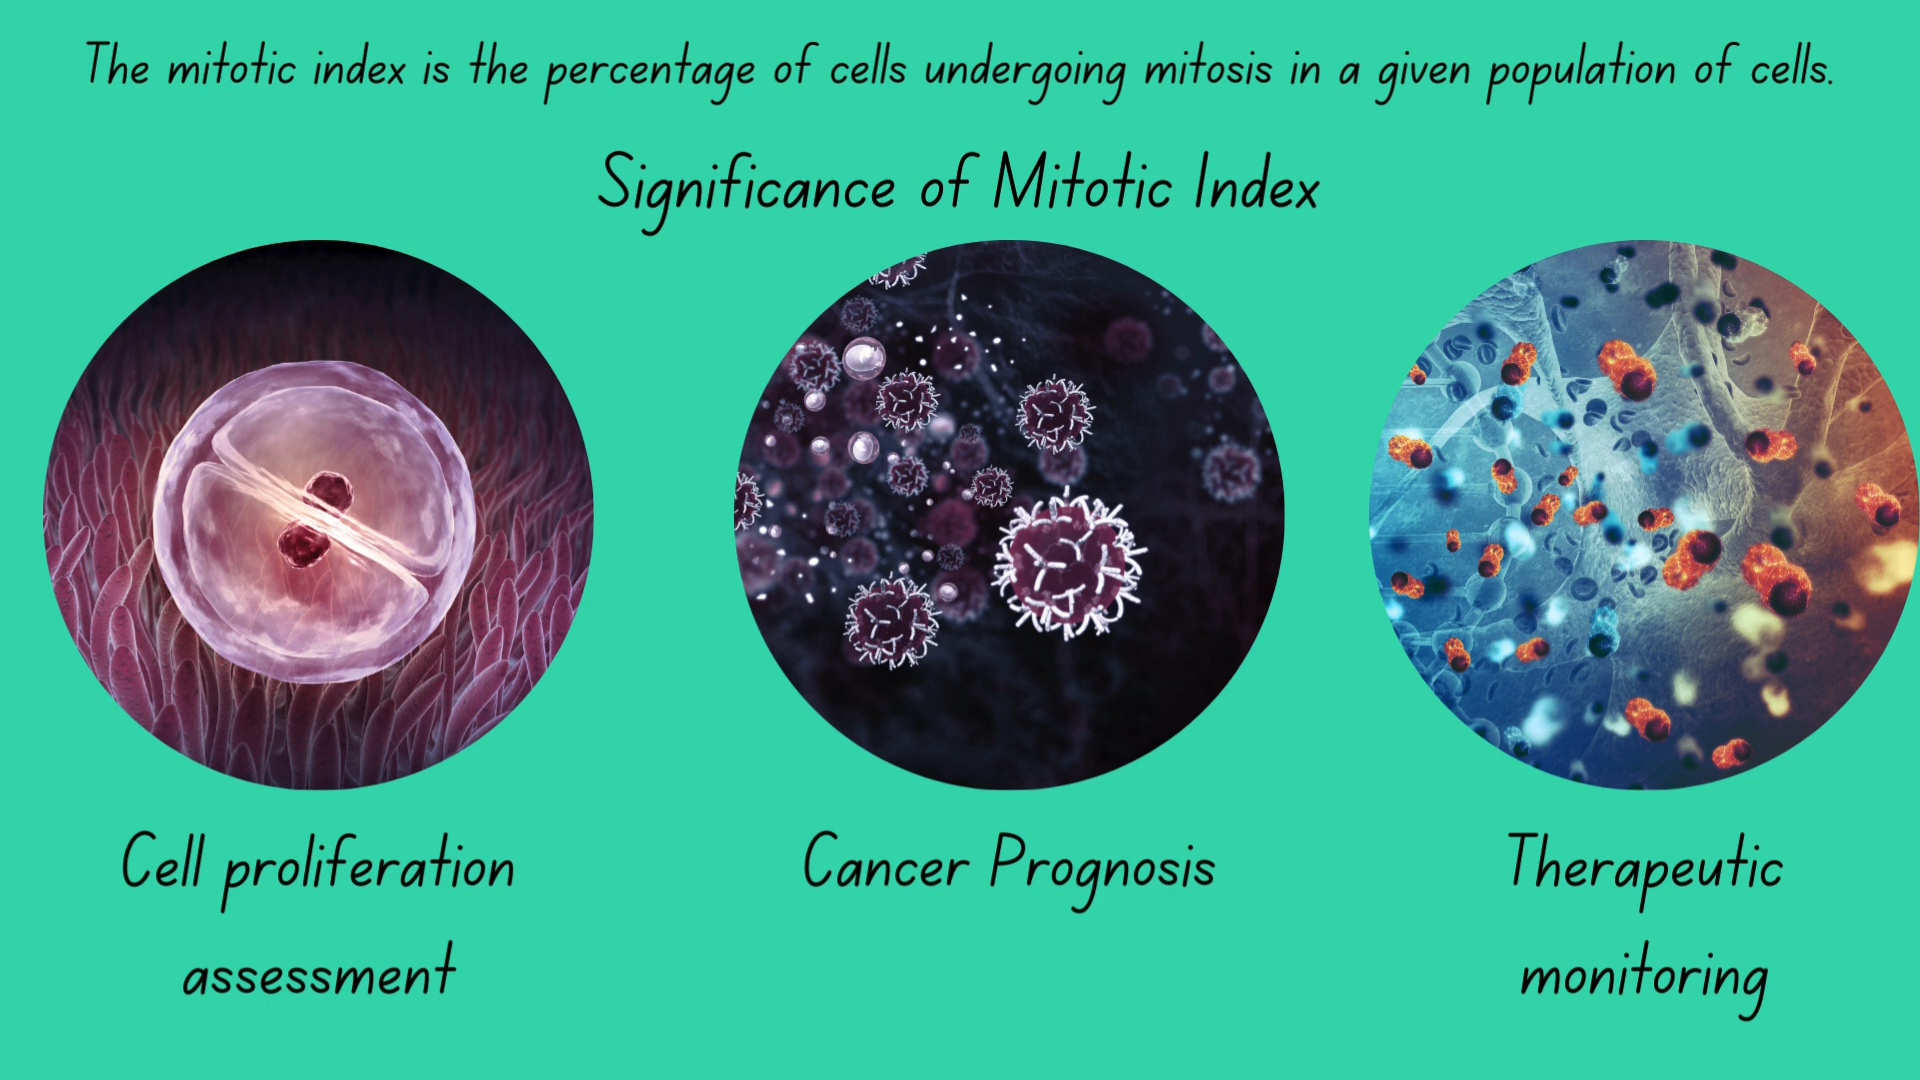 The mitotic index is the percentage of cells undergoing mitosis in a given population of cells.
Significance of Mitotic Index
Cell proliferation
assessment
Cancer Prognosis
Therapeutic
monitoring